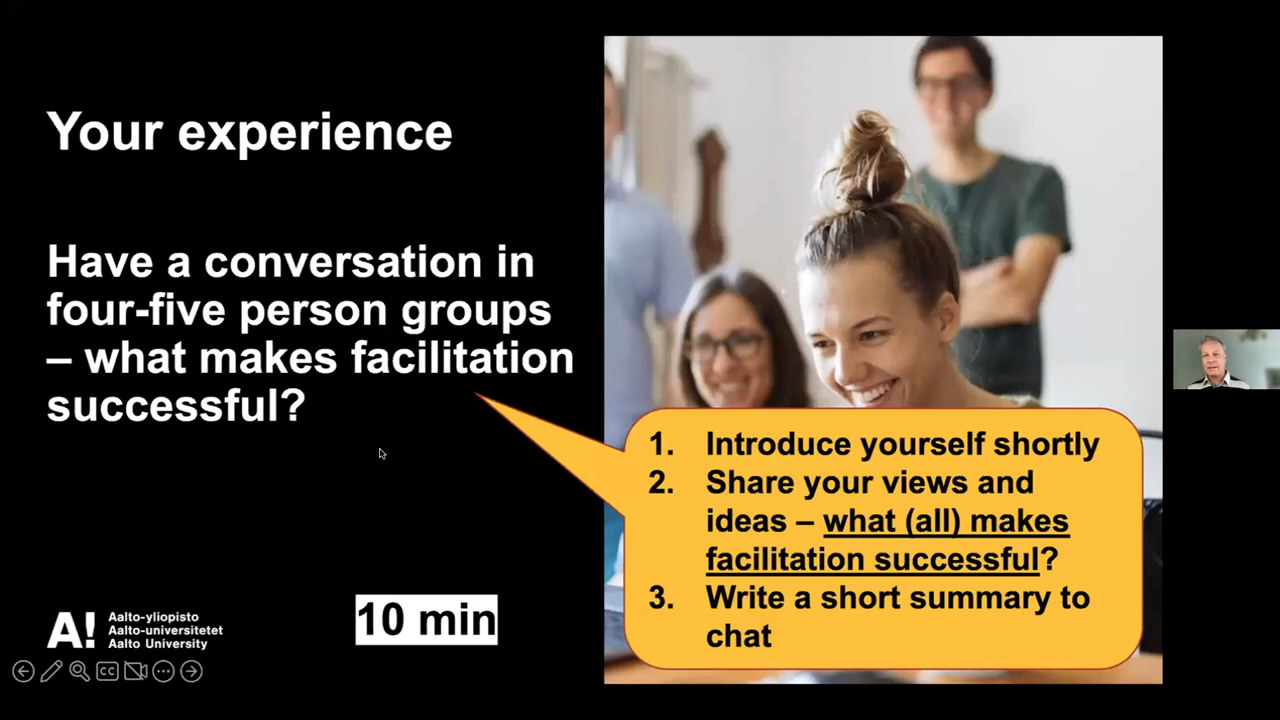 Your experience
Have a conversation in
four-five person groups
– what makes facilitation
successful?
1. Introduce yourself shortly
2. Share your views and
ideas – what (all) makes
facilitation successful?
3. Write a short summary to
chat
10 min
A!
Aalto-yliopisto
Aalto-universitetet
Aalto University
CC